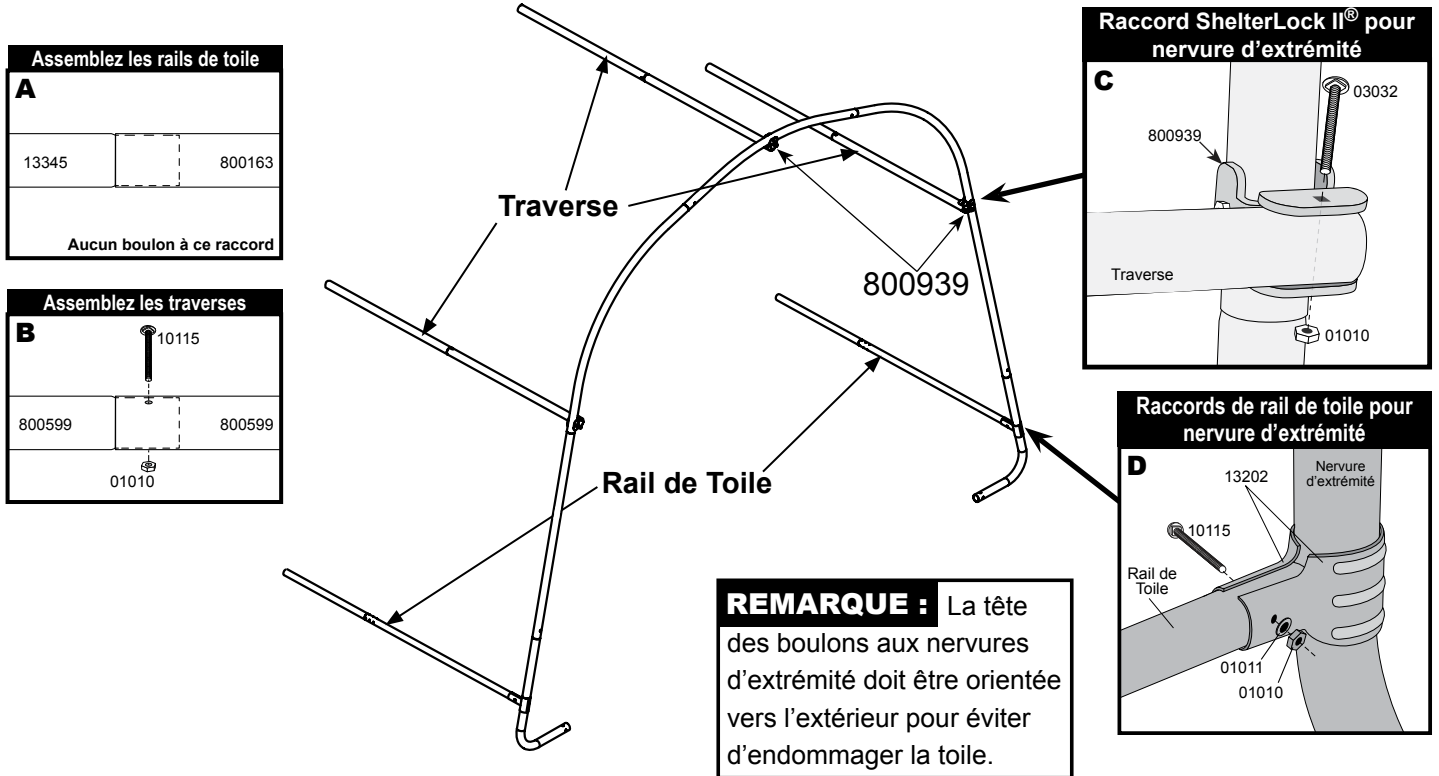 Assemblez les rails de toile
A
13345
800163
Aucun boulon à ce raccord
Assemblez les traverses
B
10115
800599
800599
01010
Traverse
800939
Rail de Toile
Raccord ShelterLock II® pour
nervure d'extrémité
C
03032
800939
Traverse
01010
Raccords de rail de toile pour
nervure d'extrémité
D
Nervure
d'extrémité
13202
10115
Rail de
Toile
01011
01010
REMARQUE : La tête
des boulons aux nervures
d'extrémité doit être orientée
vers l'extérieur pour éviter
d'endommager la toile.